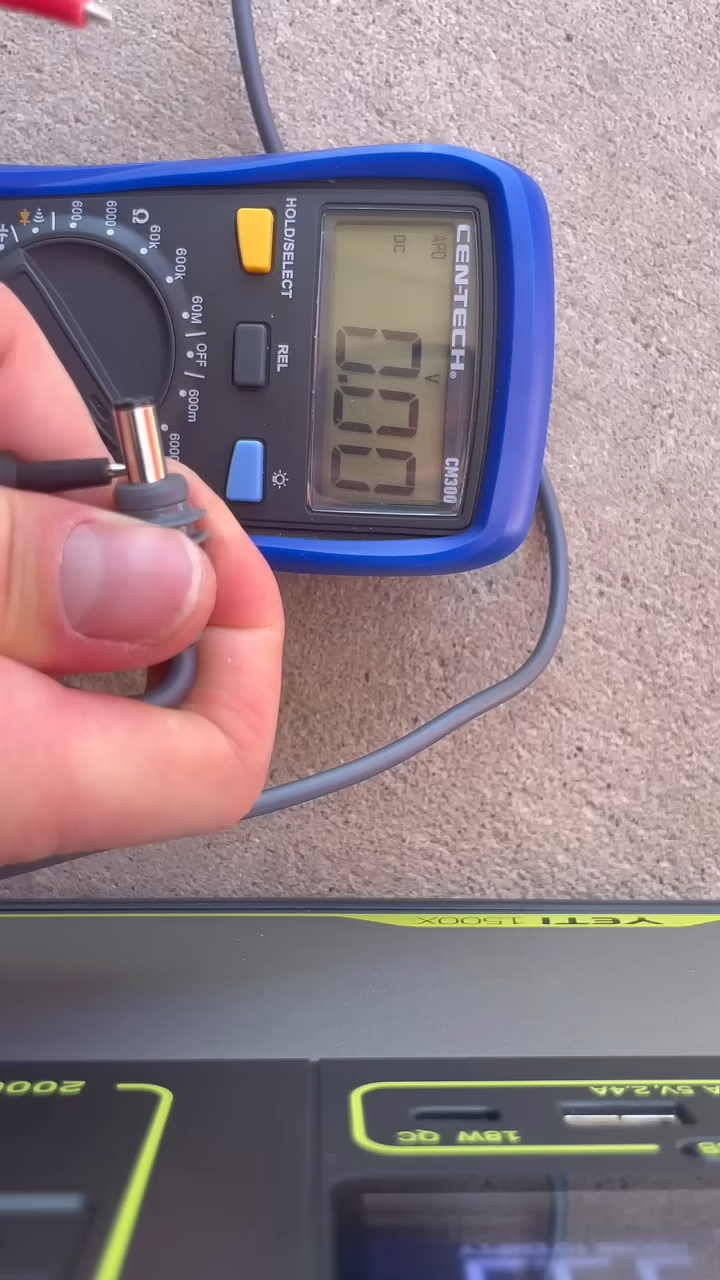 CEN-TECH®
CM300
APO
DC
V
0.00
HOLD/SELECT
REL
600
6000
Ω
60k
600k
60M
OFF
600m
YETI 1500X
A 5V,2.4A
18W QC